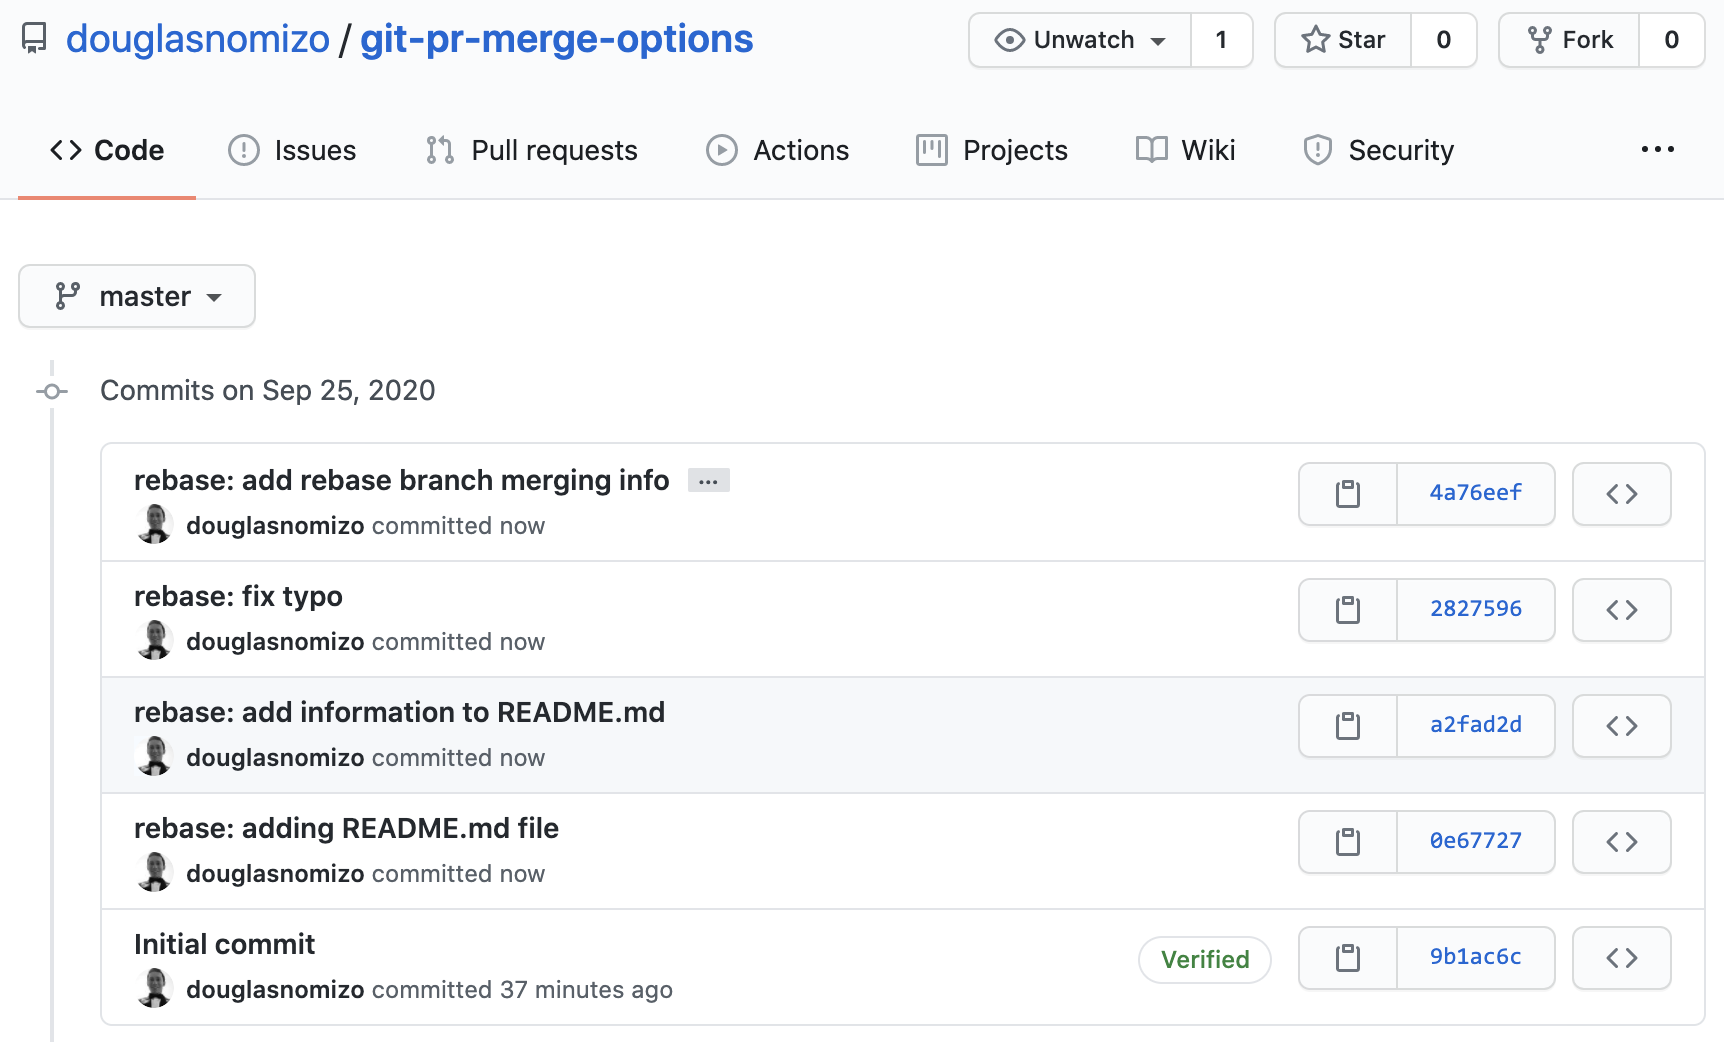 douglasnomizo / git-pr-merge-options
Unwatch 1 Star 0 Fork 0
Code Issues Pull requests Actions Projects Wiki Security ...
master
Commits on Sep 25, 2020
rebase: add rebase branch merging info ...
4a76eef
douglasnomizo committed now
rebase: fix typo
2827596
douglasnomizo committed now
rebase: add information to README.md
a2fad2d
douglasnomizo committed now
rebase: adding README.md file
0e67727
douglasnomizo committed now
Initial commit
Verified 9b1ac6c
douglasnomizo committed 37 minutes ago